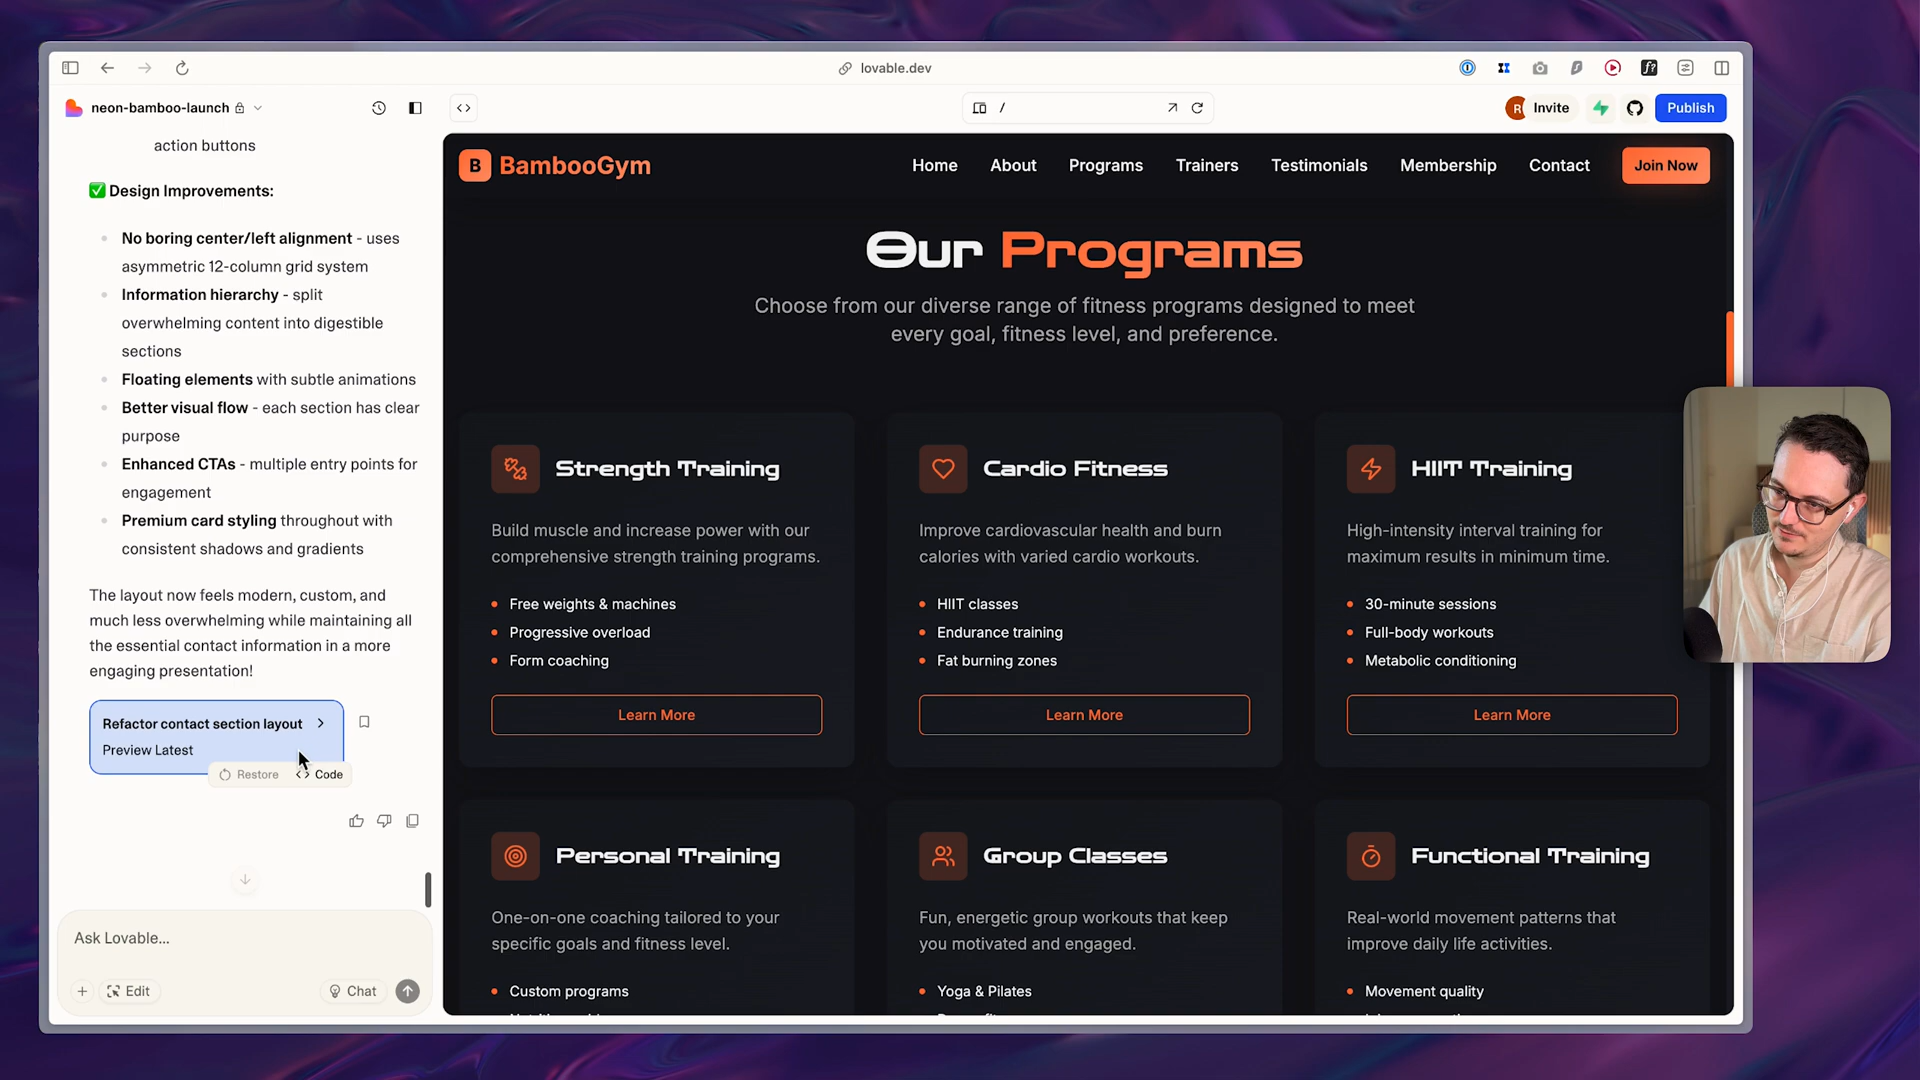 lovable.dev
neon-bamboo-launch
/
R
Invite
Publish
action buttons
✅ Design Improvements:
No boring center/left alignment - uses
asymmetric 12-column grid system
Information hierarchy - split
overwhelming content into digestible
sections
Floating elements with subtle animations
Better visual flow - each section has clear
purpose
Enhanced CTAs - multiple entry points for
engagement
Premium card styling throughout with
consistent shadows and gradients
The layout now feels modern, custom, and
much less overwhelming while maintaining all
the essential contact information in a more
engaging presentation!
Refactor contact section layout
Preview Latest
Restore
Code
Ask Lovable...
Edit
Chat
B BambooGym
Home
About
Programs
Trainers
Testimonials
Membership
Contact
Join Now
Our Programs
Choose from our diverse range of fitness programs designed to meet
every goal, fitness level, and preference.
Strength Training
Build muscle and increase power with our
comprehensive strength training programs.
Free weights & machines
Progressive overload
Form coaching
Learn More
Cardio Fitness
Improve cardiovascular health and burn
calories with varied cardio workouts.
HIIT classes
Endurance training
Fat burning zones
Learn More
HIIT Training
High-intensity interval training for
maximum results in minimum time.
30-minute sessions
Full-body workouts
Metabolic conditioning
Learn More
Personal Training
One-on-one coaching tailored to your
specific goals and fitness level.
Custom programs
Group Classes
Fun, energetic group workouts that keep
you motivated and engaged.
Yoga & Pilates
Functional Training
Real-world movement patterns that
improve daily life activities.
Movement quality